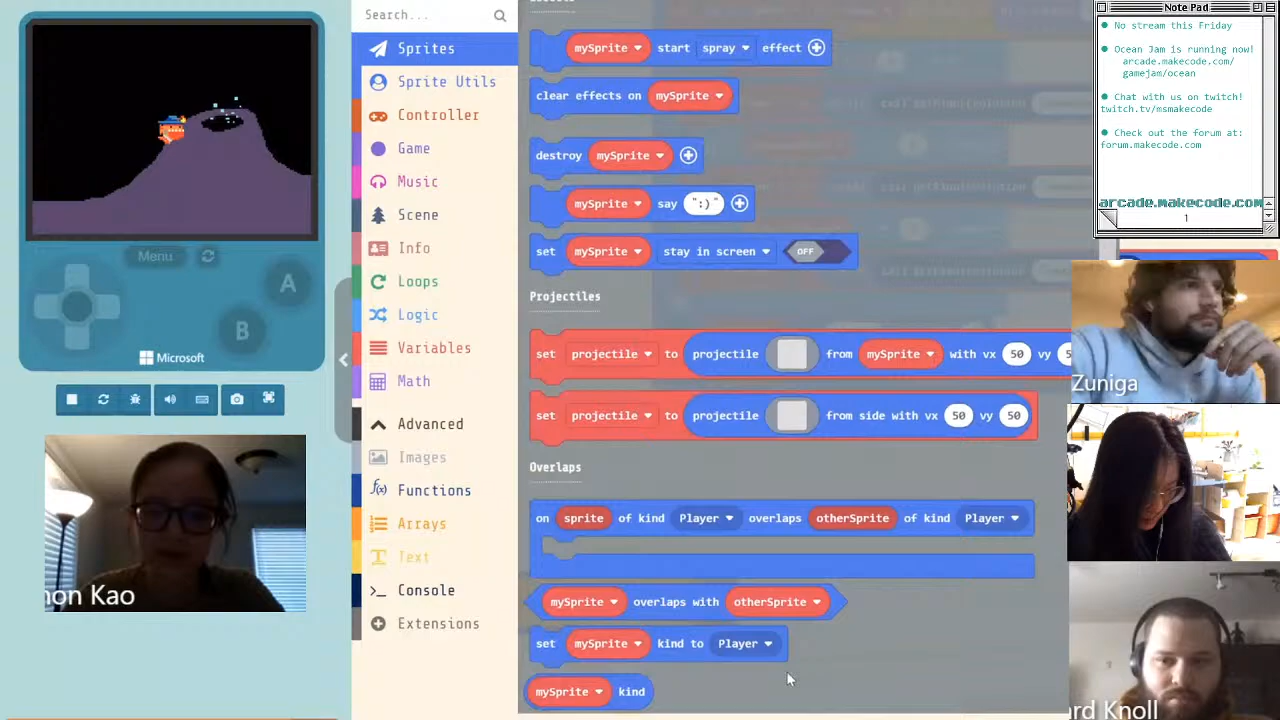 Menu
A
B
Microsoft
non Kao
Search...
Sprites
Sprite Utils
Controller
Game
Music
Scene
Info
Loops
Logic
Variables
Math
Advanced
Images
Functions
Arrays
Text
Console
Extensions
mySprite start spray effect
clear effects on mySprite
destroy mySprite
mySprite say ":)"
set mySprite stay in screen OFF
Projectiles
set projectile to projectile from mySprite with vx 50 vy 5
set projectile to projectile from side with vx 50 vy 50
Overlaps
on sprite of kind Player overlaps otherSprite of kind Player
mySprite overlaps with otherSprite
set mySprite kind to Player
mySprite kind
Note Pad
No stream this Friday
Ocean Jam is running now!
arcade.makecode.com/
gamejam/ocean
Chat with us on twitch!
twitch.tv/msmakecode
Check out the forum at:
forum.makecode.com
arcade.makecode.com
1
Zuniga
ard Knoll